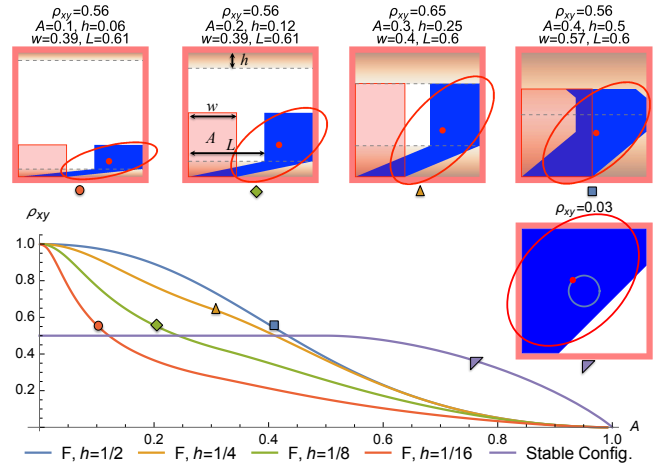 ρxy=0.56
A=0.1, h=0.06
w=0.39, L=0.61
ρxy=0.56
A=0.2, h=0.12
w=0.39, L=0.61
ρxy=0.65
A=0.3, h=0.25
w=0.4, L=0.6
ρxy=0.56
A=0.4, h=0.5
w=0.57, L=0.6
h
w
A
L
ρxy=0.03
ρxy
1.0
0.8
0.6
0.4
0.2
0.2
0.4
0.6
0.8
1.0
A
F, h=1/2
F, h=1/4
F, h=1/8
F, h=1/16
Stable Config.